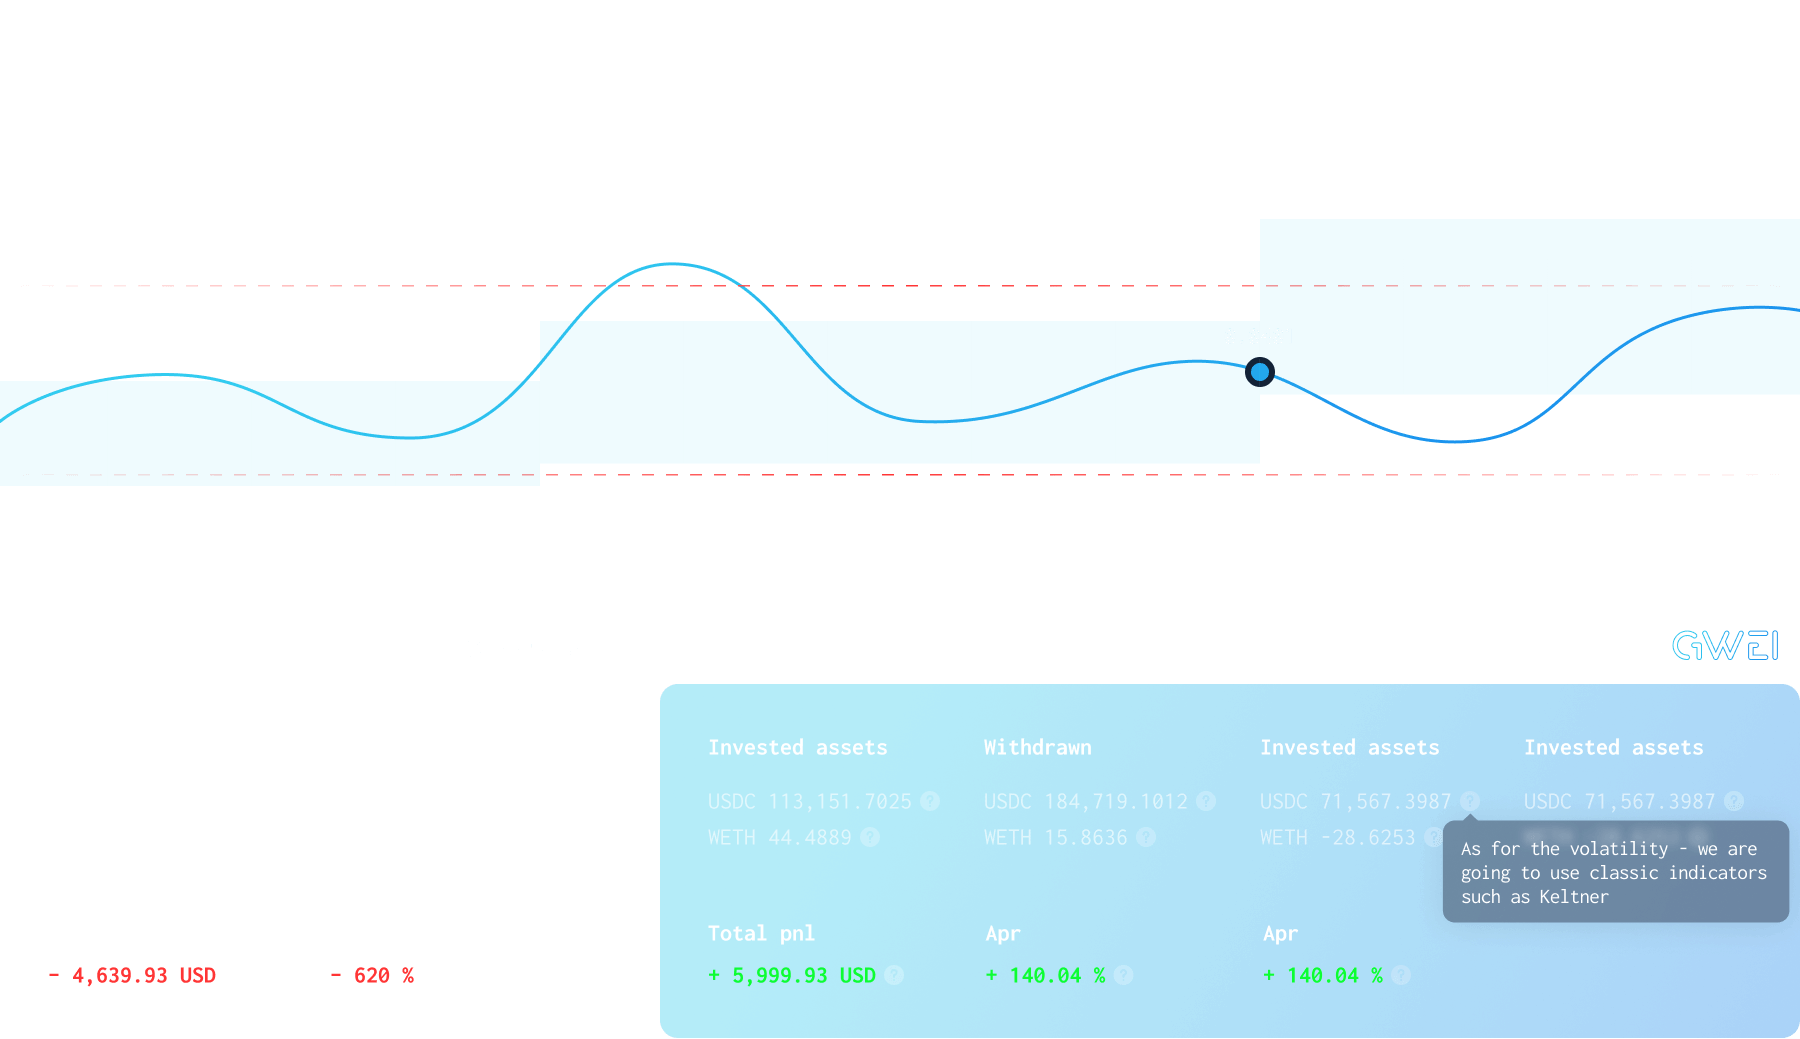 GWEI
Invested assets
USDC 113,151.7025 ?
WETH 44.4889 ?
Withdrawn
USDC 184,719.1012 ?
WETH 15.8636 ?
Invested assets
USDC 71,567.3987 ?
WETH -28.6253 ?
Invested assets
USDC 71,567.3987 ?
As for the volatility - we are
going to use classic indicators
such as Keltner
- 4,639.93 USD
- 620 %
Total pnl
+ 5,999.93 USD ?
Apr
+ 140.04 % ?
Apr
+ 140.04 % ?